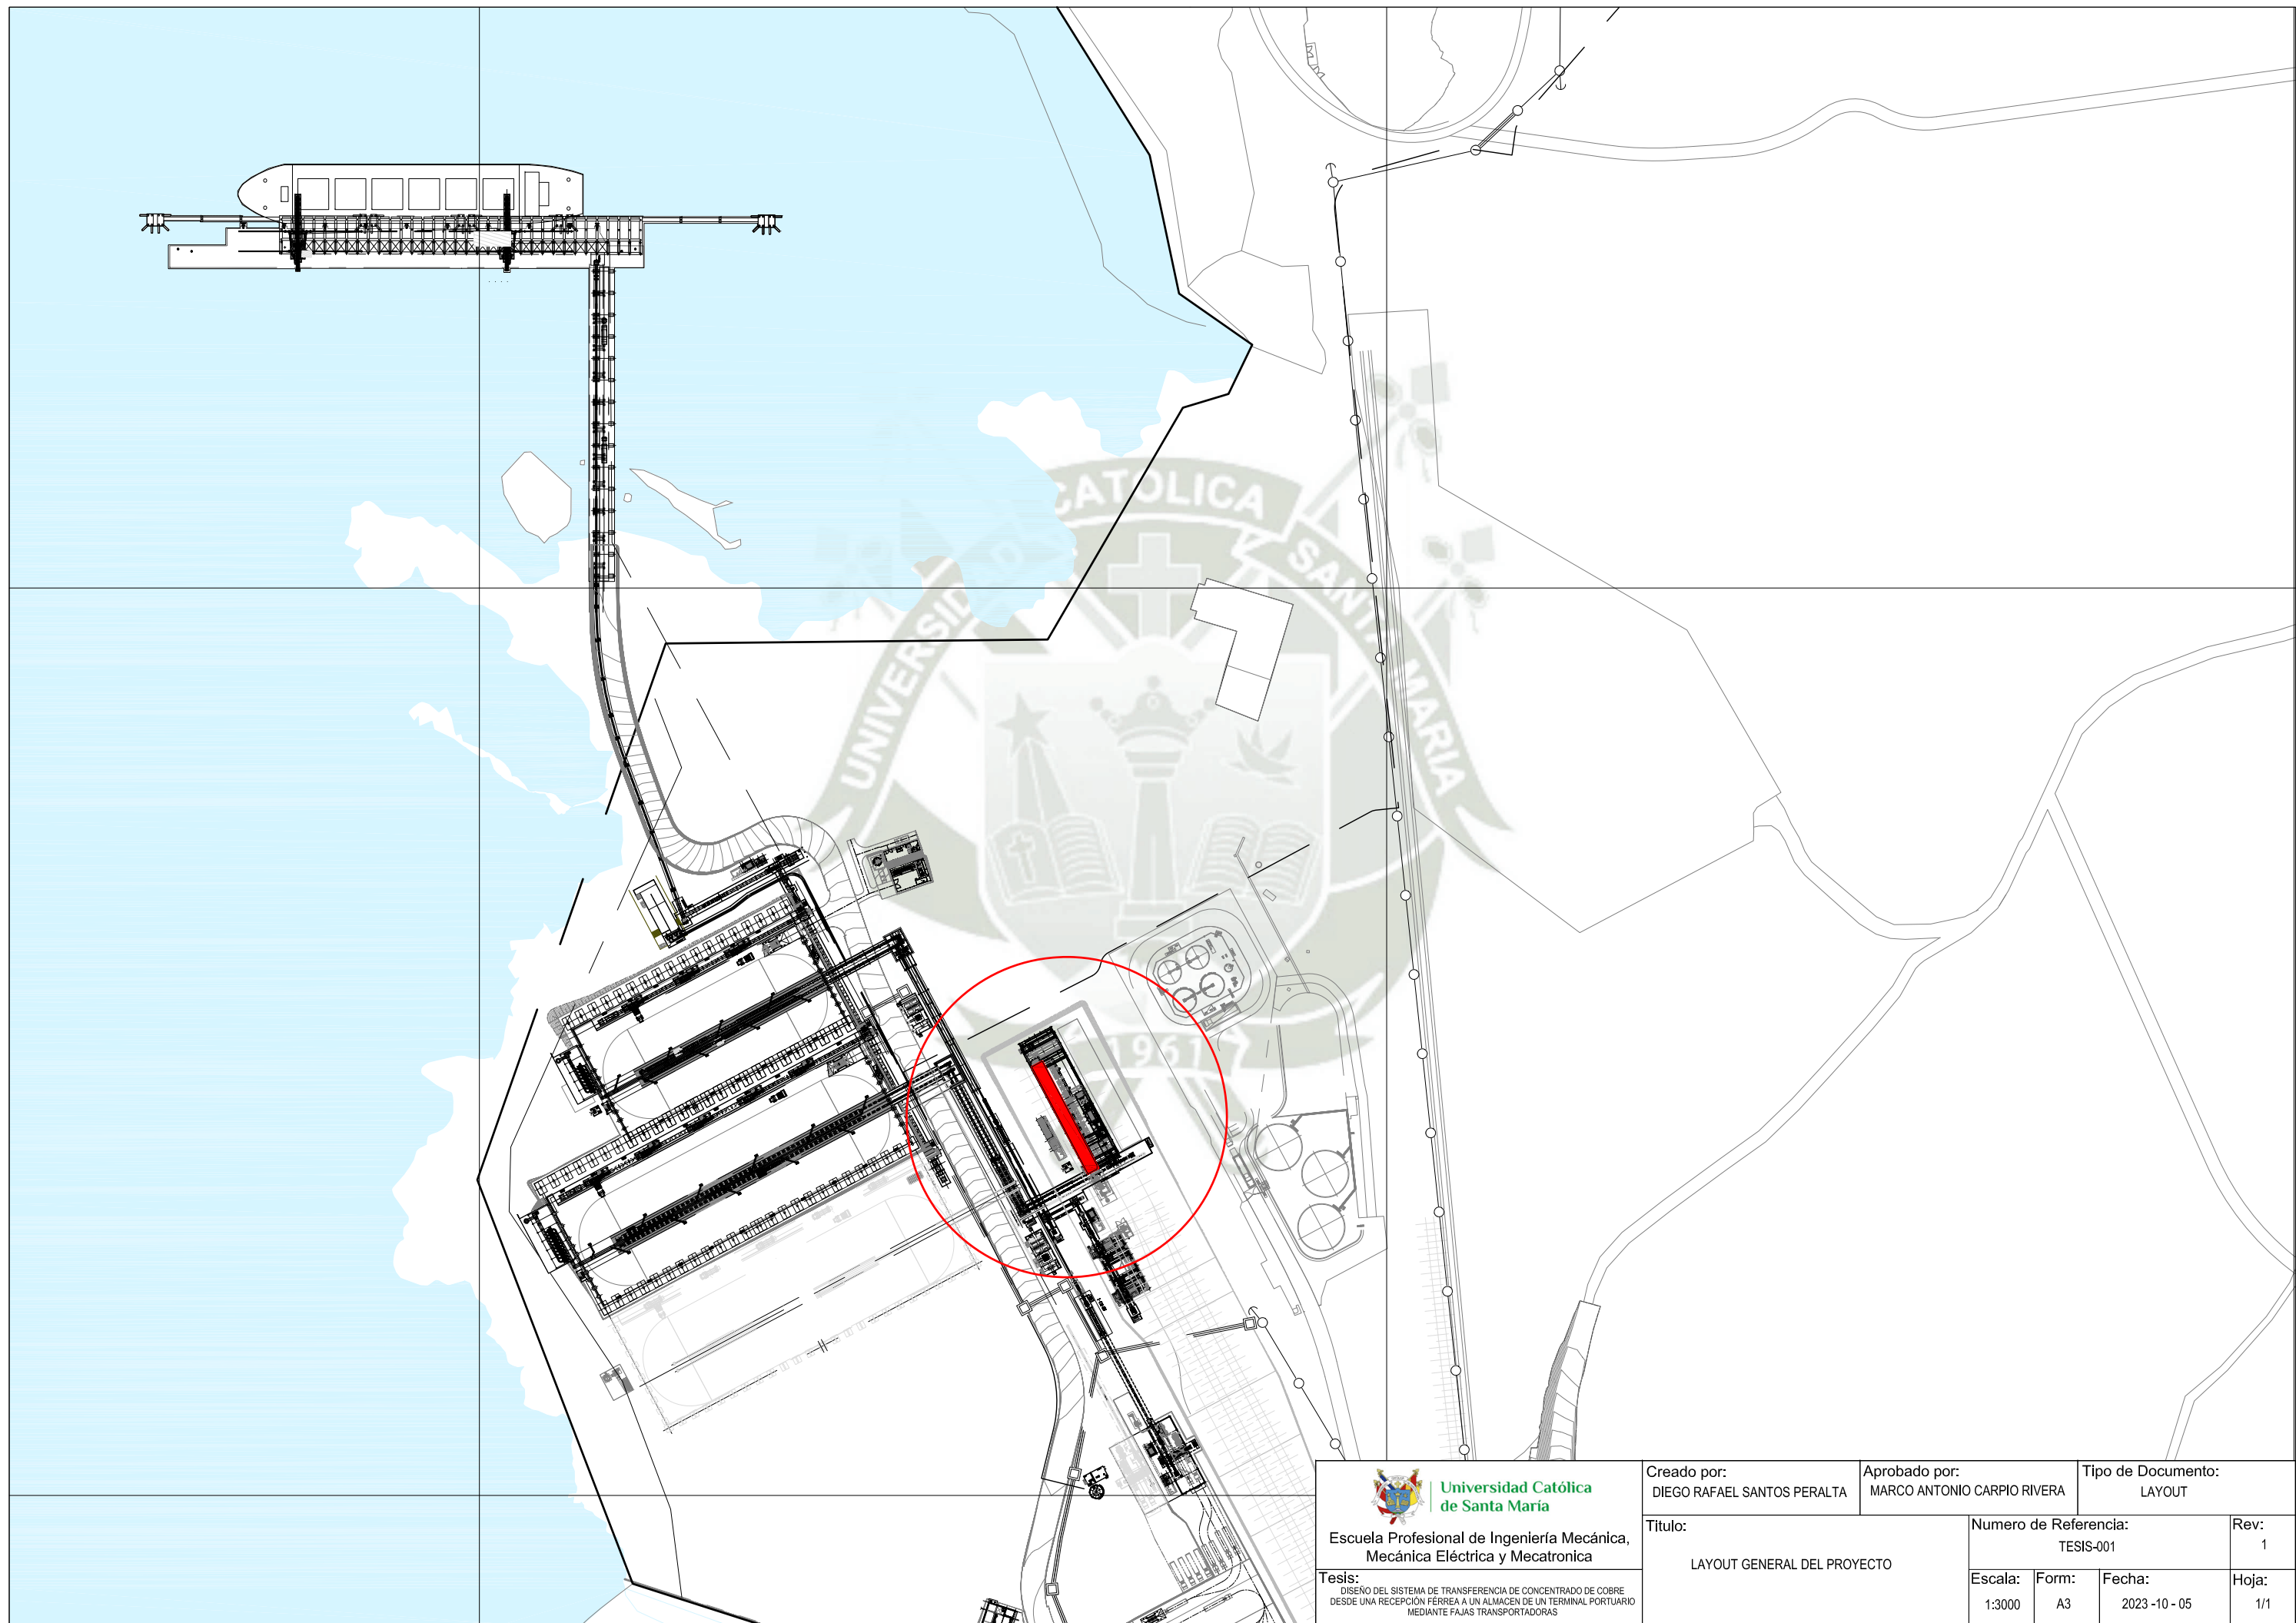 UNIVERSIDAD CATOLICA SANTA MARIA
1961
Universidad Católica
de Santa María
Escuela Profesional de Ingeniería Mecánica,
Mecánica Eléctrica y Mecatronica
Tesis:
DISEÑO DEL SISTEMA DE TRANSFERENCIA DE CONCENTRADO DE COBRE
DESDE UNA RECEPCIÓN FÉRREA A UN ALMACEN DE UN TERMINAL PORTUARIO
MEDIANTE FAJAS TRANSPORTADORAS
Creado por:
DIEGO RAFAEL SANTOS PERALTA
Aprobado por:
MARCO ANTONIO CARPIO RIVERA
Tipo de Documento:
LAYOUT
Titulo:
LAYOUT GENERAL DEL PROYECTO
Numero de Referencia:
TESIS-001
Rev:
1
Escala:
1:3000
Form:
A3
Fecha:
2023 -10 - 05
Hoja:
1/1